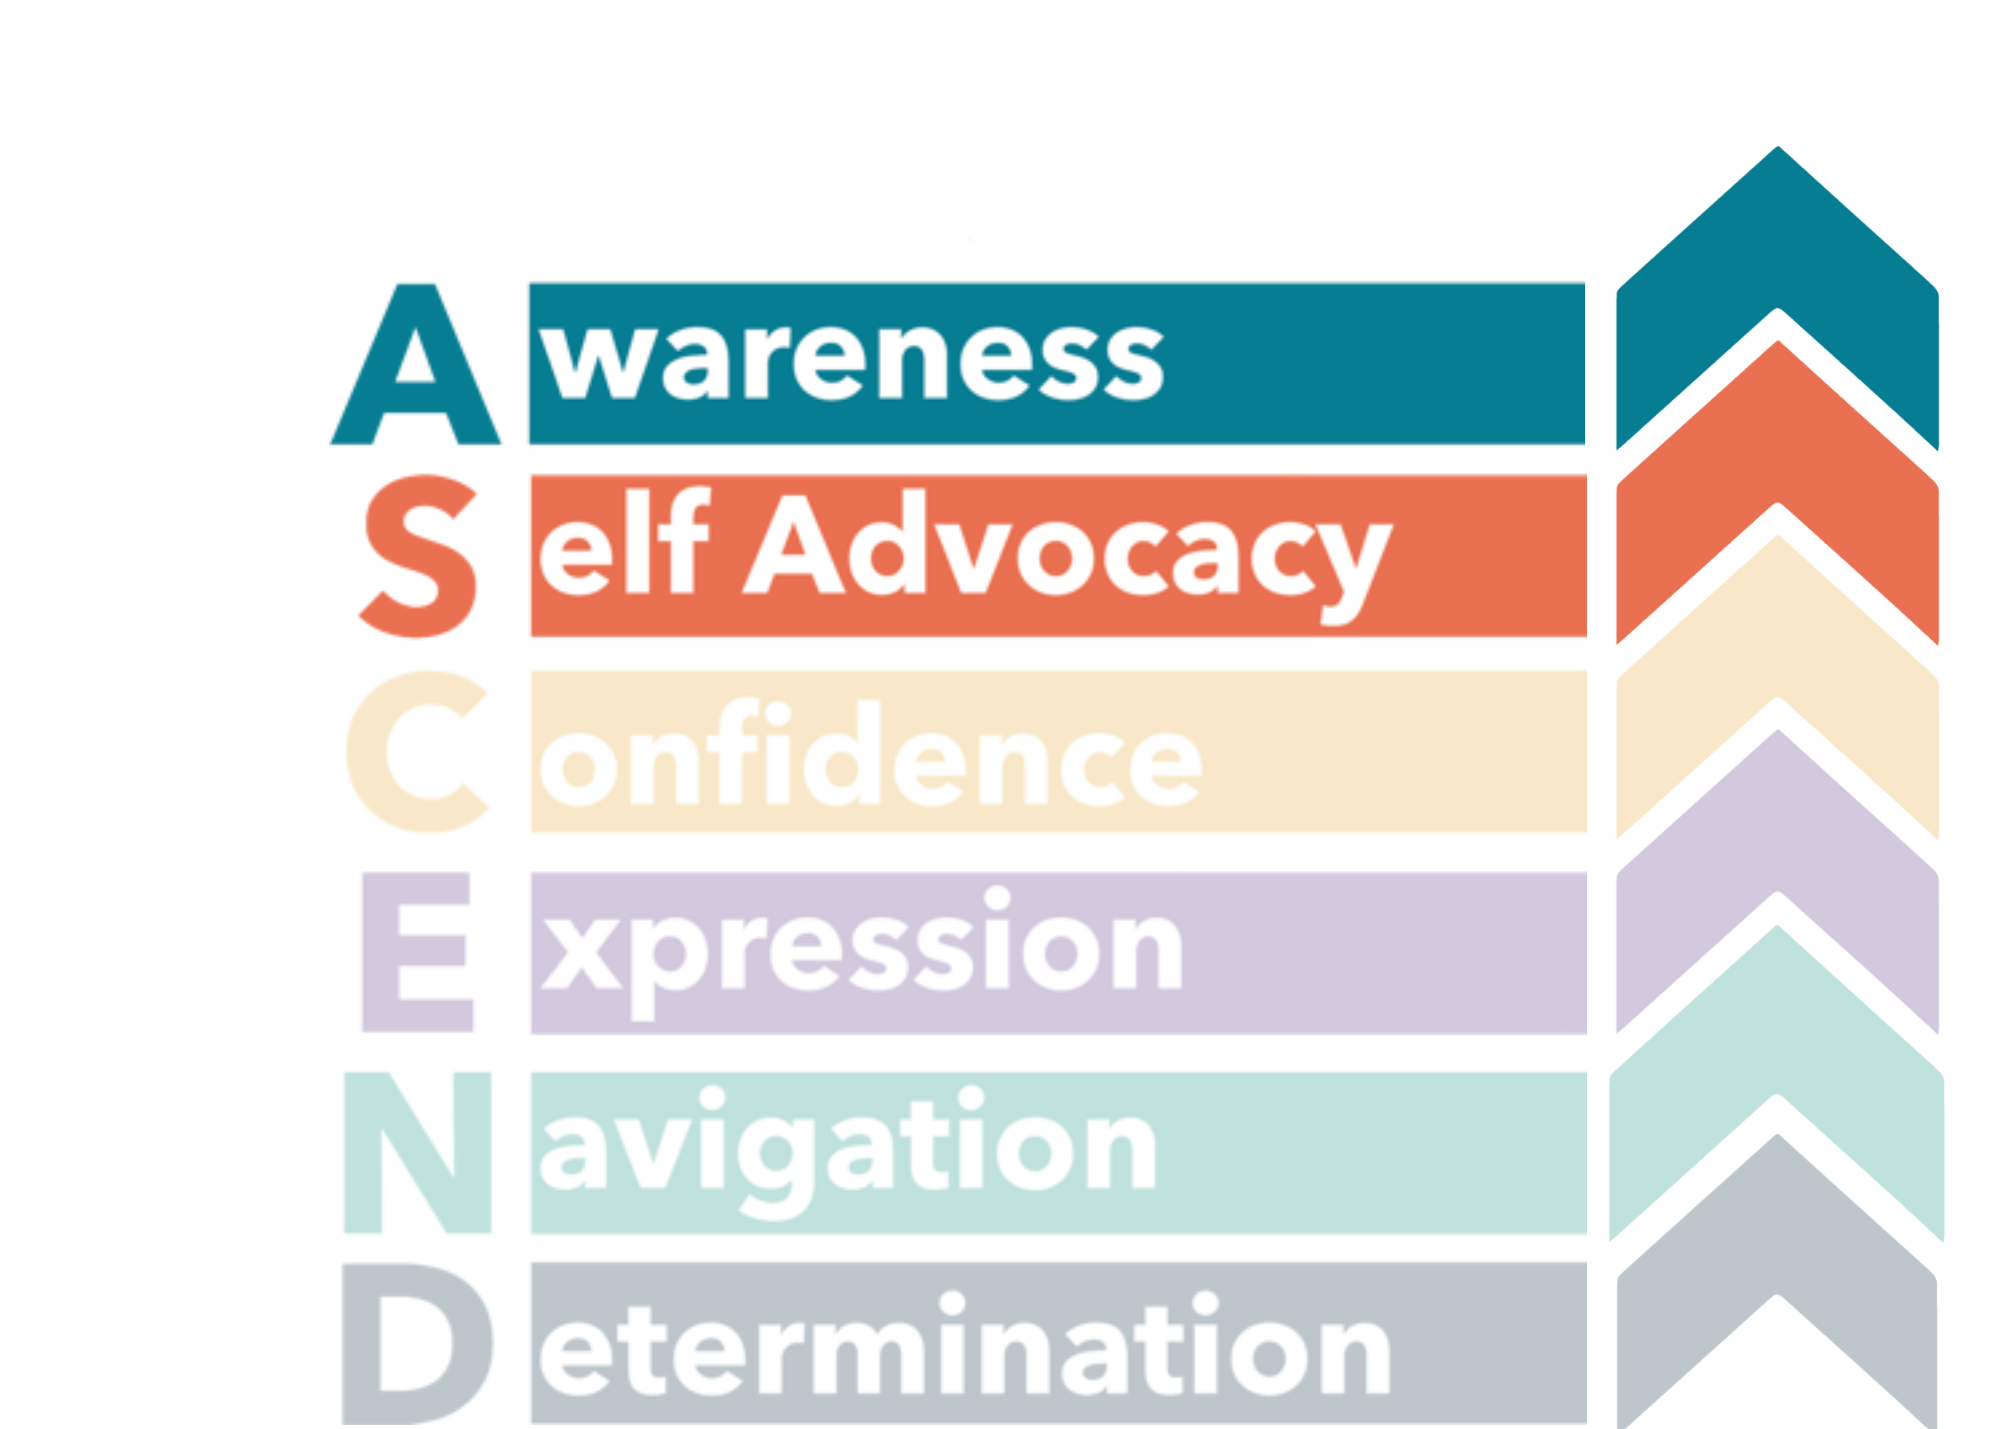 Awareness
Self Advocacy
Confidence
Expression
Navigation
Determination